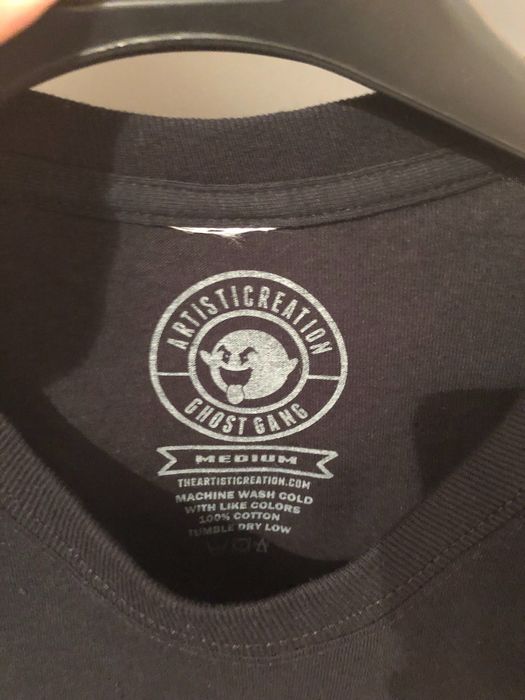 ARTISTICREATION
GHOST GANG
MEDIUM
THEARTISTICREATION.COM
MACHINE WASH COLD
WITH LIKE COLORS
100% COTTON
TUMBLE DRY LOW